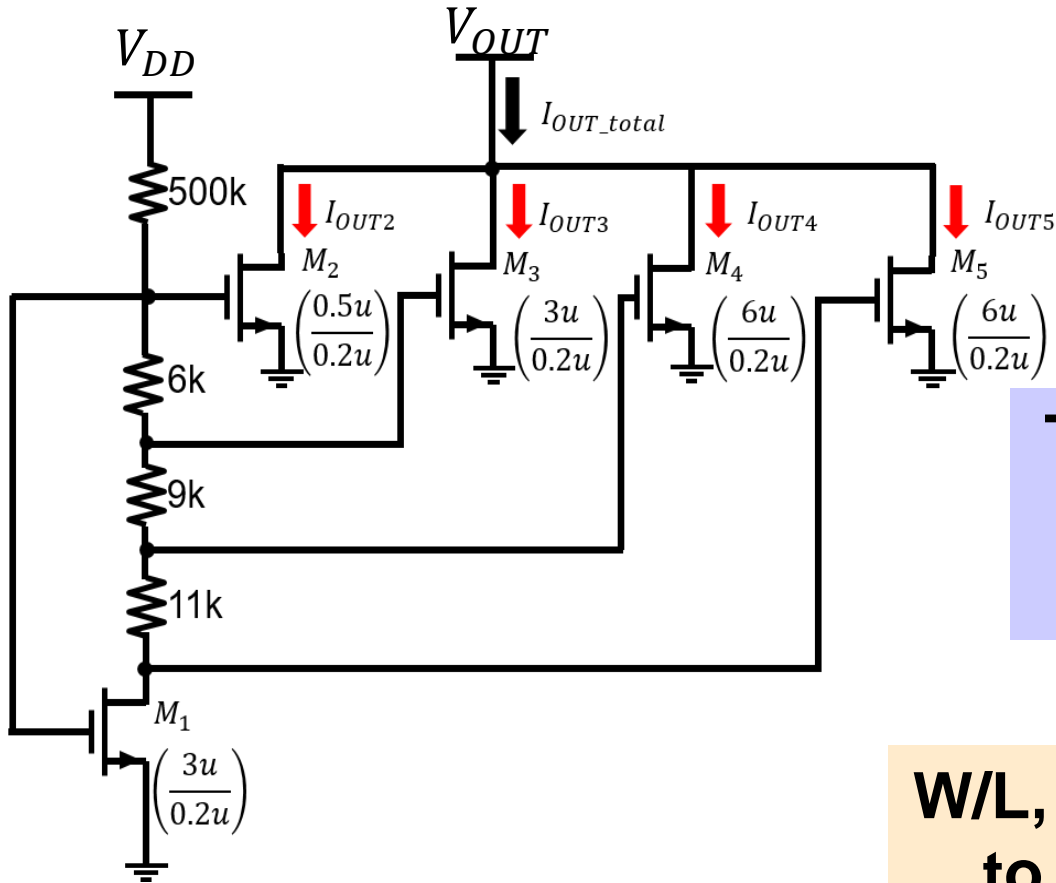 V_DD
V_OUT
I_OUT_total
500k
I_OUT2
I_OUT3
I_OUT4
I_OUT5
M_2
(0.5u/0.2u)
M_3
(3u/0.2u)
M_4
(6u/0.2u)
M_5
(6u/0.2u)
6k
9k
11k
M_1
(3u/0.2u)
W/L,
to